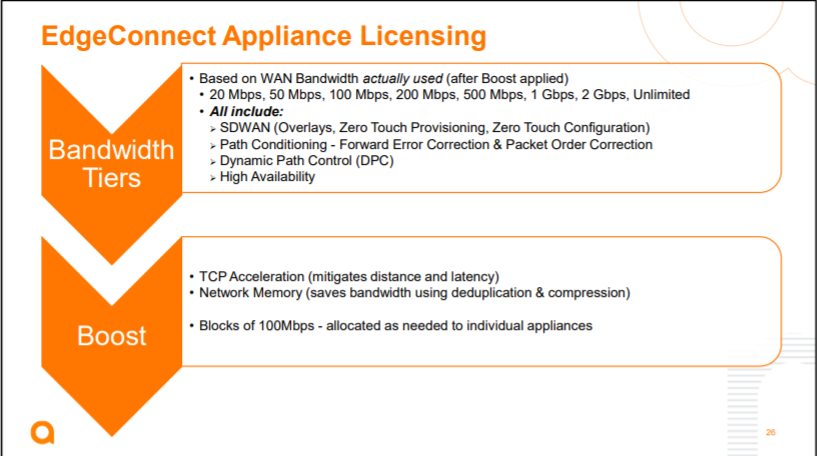 EdgeConnect Appliance Licensing
Bandwidth
Tiers
• Based on WAN Bandwidth actually used (after Boost applied)
• 20 Mbps, 50 Mbps, 100 Mbps, 200 Mbps, 500 Mbps, 1 Gbps, 2 Gbps, Unlimited
• All include:
➢ SDWAN (Overlays, Zero Touch Provisioning, Zero Touch Configuration)
➢ Path Conditioning - Forward Error Correction & Packet Order Correction
➢ Dynamic Path Control (DPC)
➢ High Availability
Boost
• TCP Acceleration (mitigates distance and latency)
• Network Memory (saves bandwidth using deduplication & compression)
• Blocks of 100Mbps - allocated as needed to individual appliances
26